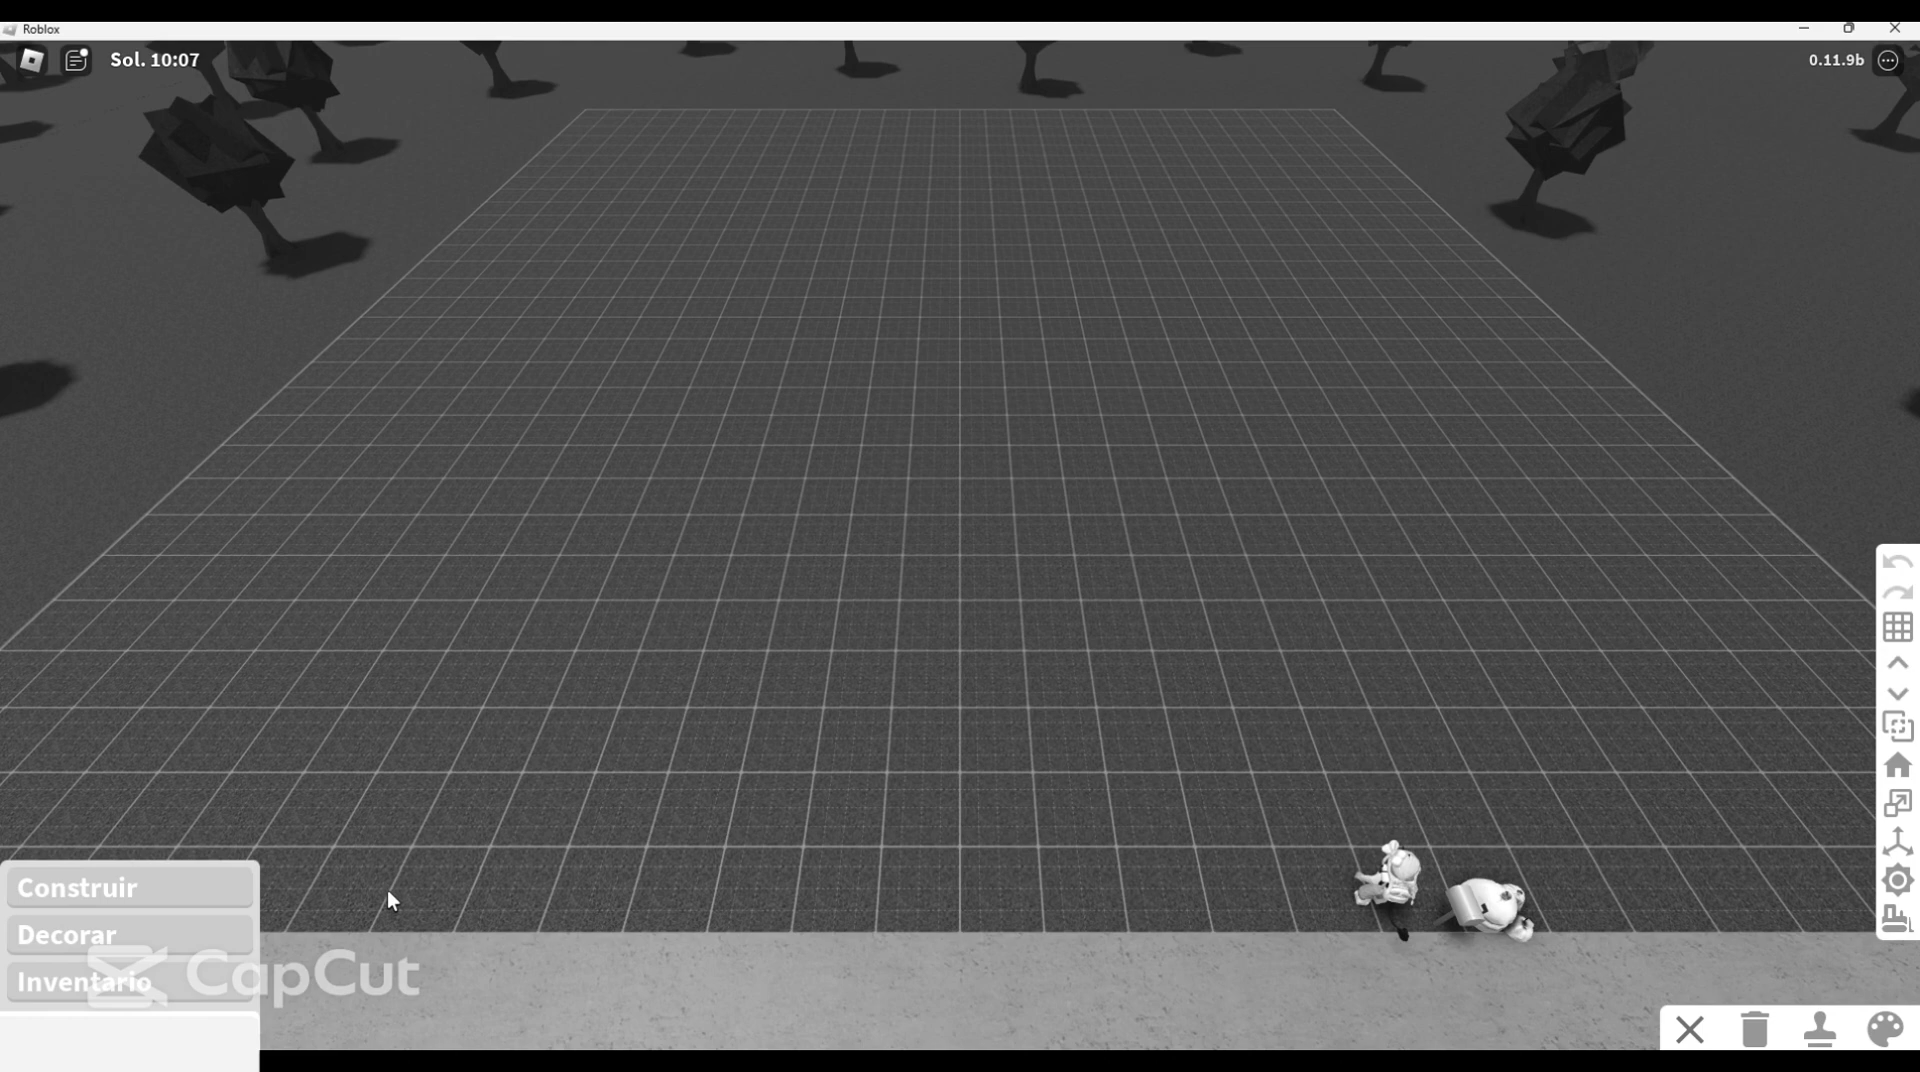 Roblox
Sol. 10:07
0.11.9b
Construir
Decorar
Inventario
CapCut